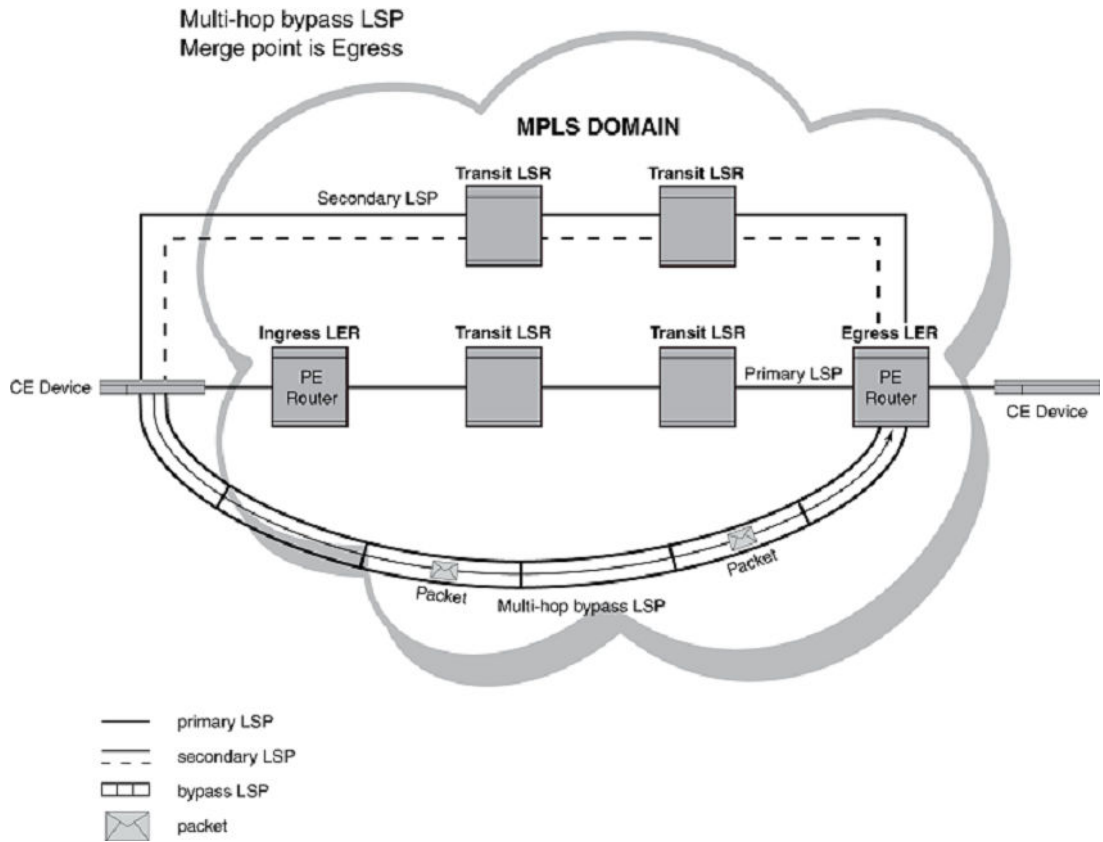 Multi-hop bypass LSP
Merge point is Egress
MPLS DOMAIN
Transit LSR
Transit LSR
Secondary LSP
Ingress LER
Transit LSR
Transit LSR
Egress LER
CE Device
PE
Router
Primary LSP
PE
Router
CE Device
Packet
Packet
Multi-hop bypass LSP
primary LSP
secondary LSP
bypass LSP
packet